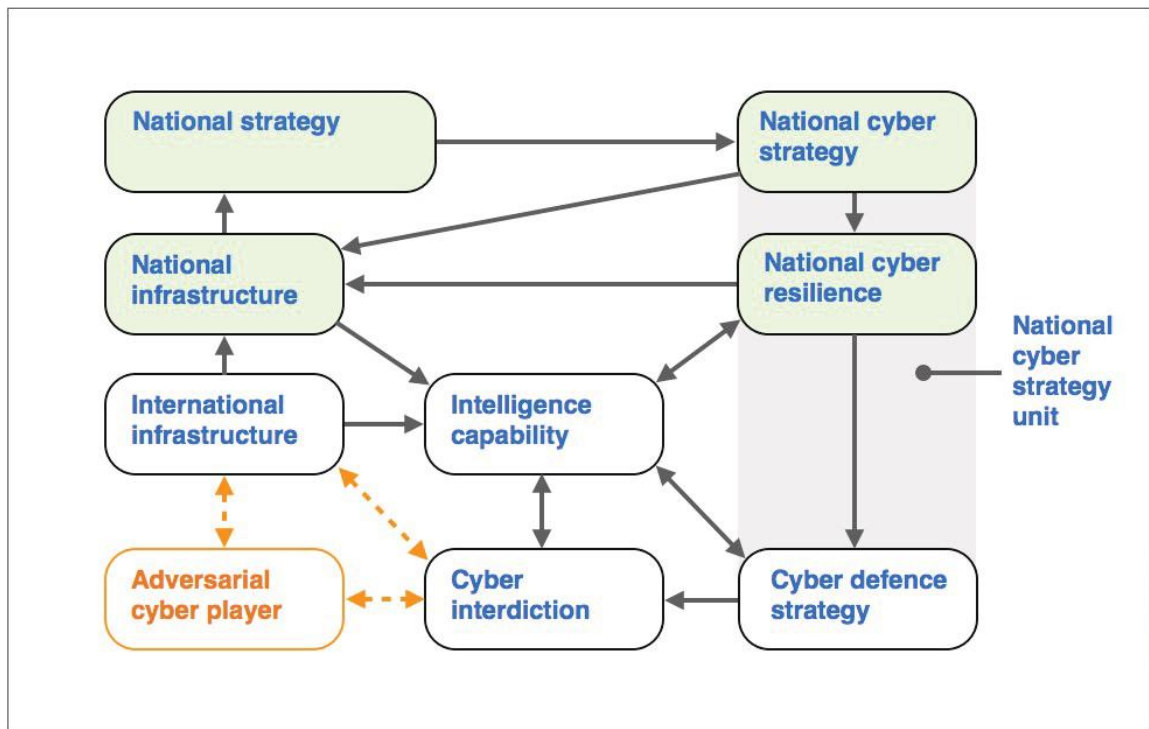 National strategy
National cyber
strategy
National
infrastructure
National cyber
resilience
National
cyber
strategy
unit
International
infrastructure
Intelligence
capability
Adversarial
cyber player
Cyber
interdiction
Cyber defence
strategy